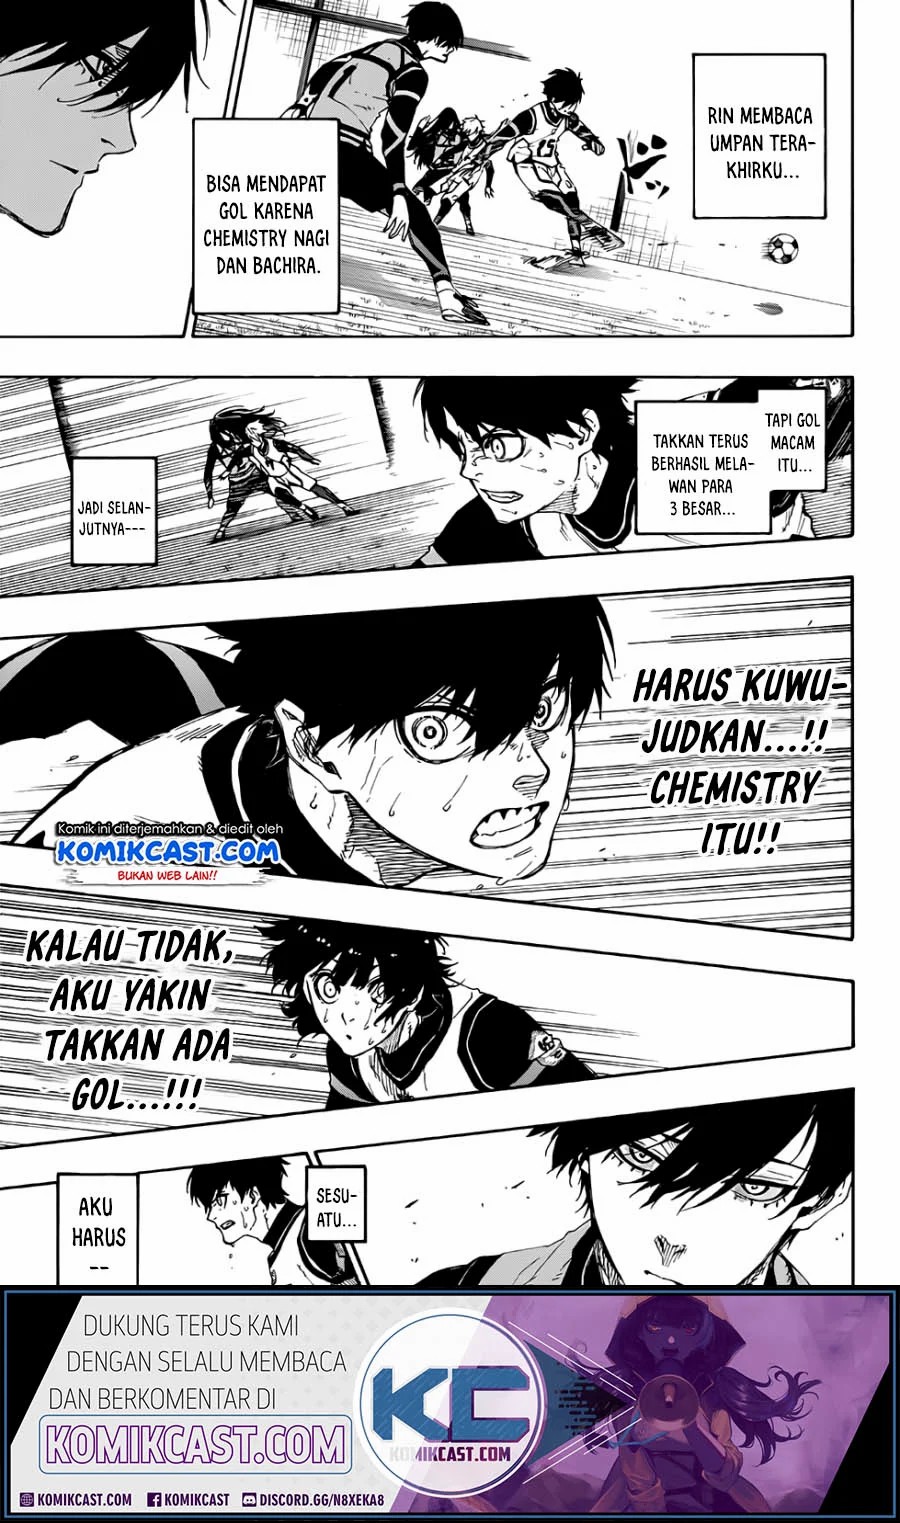 RIN MEMBACA
UMPAN TERA-
KHIRKU...
BISA MENDAPAT
GOL KARENA
CHEMISTRY NAGI
DAN BACHIRA.
15
TAPI GOL
MACAM
ITU...
TAKKAN TERUS
BERHASIL MELA-
WAN PARA
3 BESAR...
JADI SELAN-
JUTNYA---
HARUS KUWU-
JUDKAN...!!
CHEMISTRY
ITU!!
Komik ini diterjemahkan & diedit oleh
KOMIKCAST.COM
BUKAN WEB LAIN!!
KALAU TIDAK,
AKU YAKIN
TAKKAN ADA
GOL...!!!
SESU-
ATU...
AKU
HARUS
--
DUKUNG TERUS KAMI
DENGAN SELALU MEMBACA
DAN BERKOMENTAR DI
KOMIKCAST.COM
KC
KOMIKCAST.COM
KOMIKCAST.COM KOMIKCAST DISCORD.GG/N8XEKA8